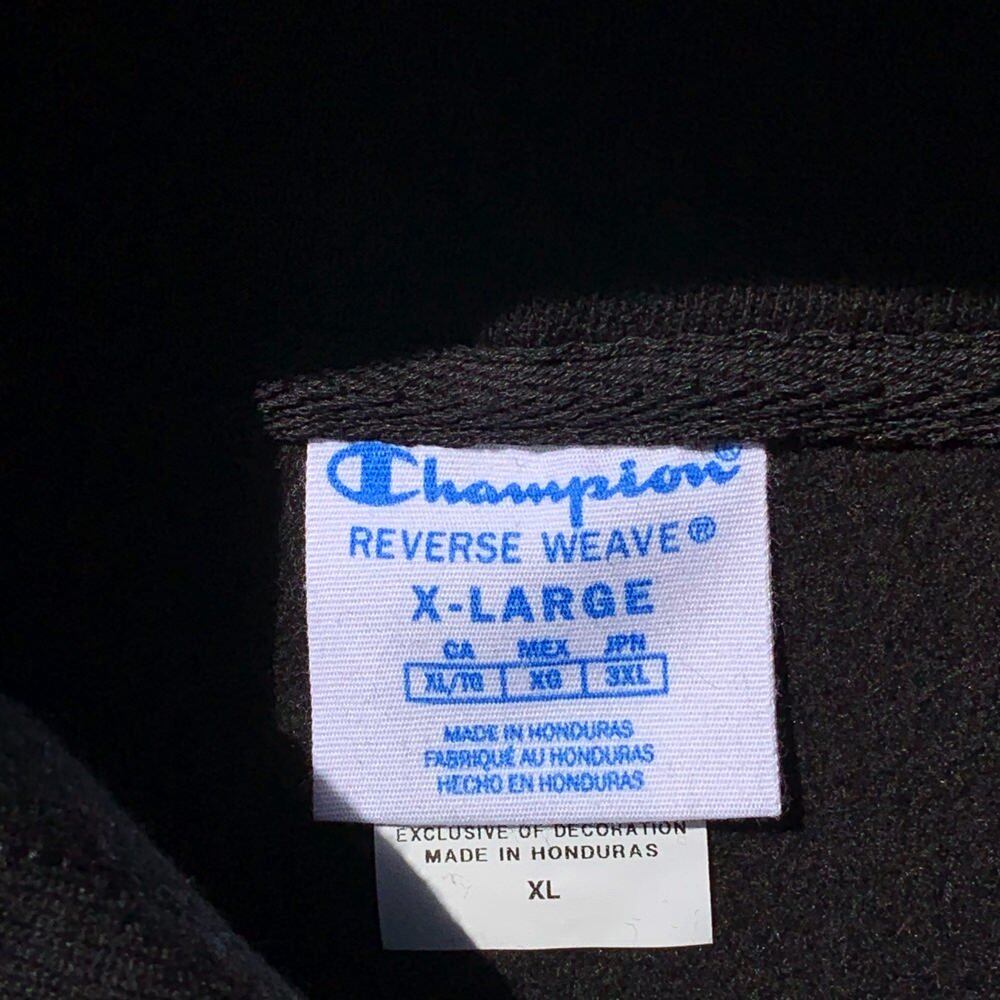 Champion®
REVERSE WEAVE®
X-LARGE
CA MEX JPN
XL/TG XG 3XL
MADE IN HONDURAS
FABRIQUÉ AU HONDURAS
HECHO EN HONDURAS
EXCLUSIVE OF DECORATION
MADE IN HONDURAS
XL